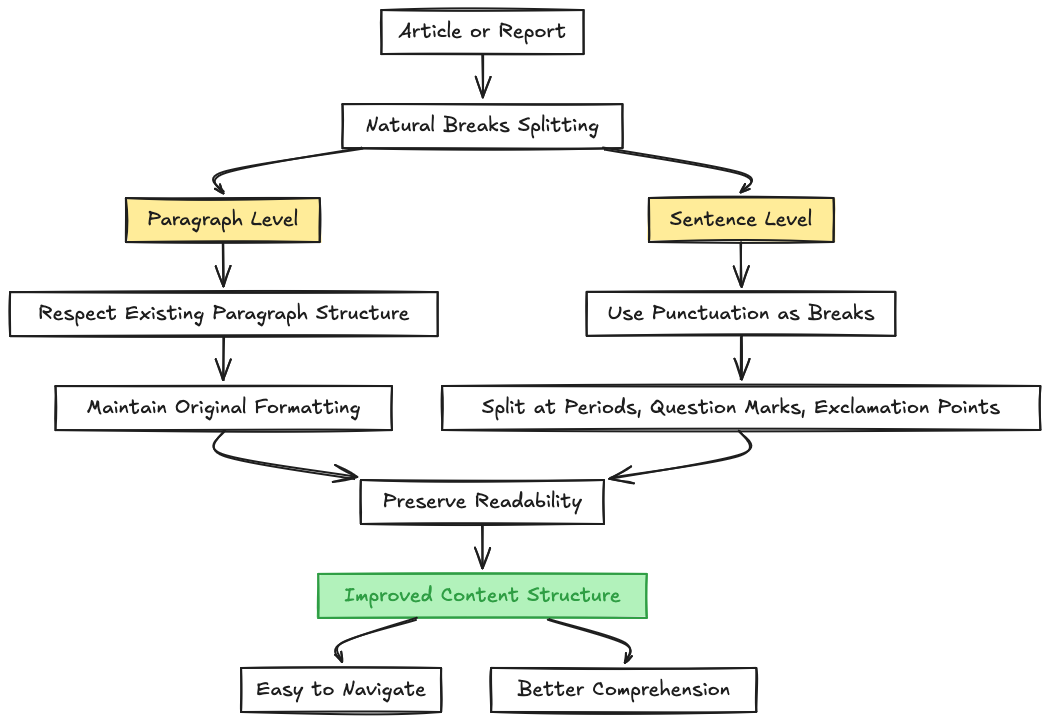 Article or Report
Natural Breaks Splitting
Paragraph Level
Sentence Level
Respect Existing Paragraph Structure
Use Punctuation as Breaks
Maintain Original Formatting
Split at Periods, Question Marks, Exclamation Points
Preserve Readability
Improved Content Structure
Easy to Navigate
Better Comprehension